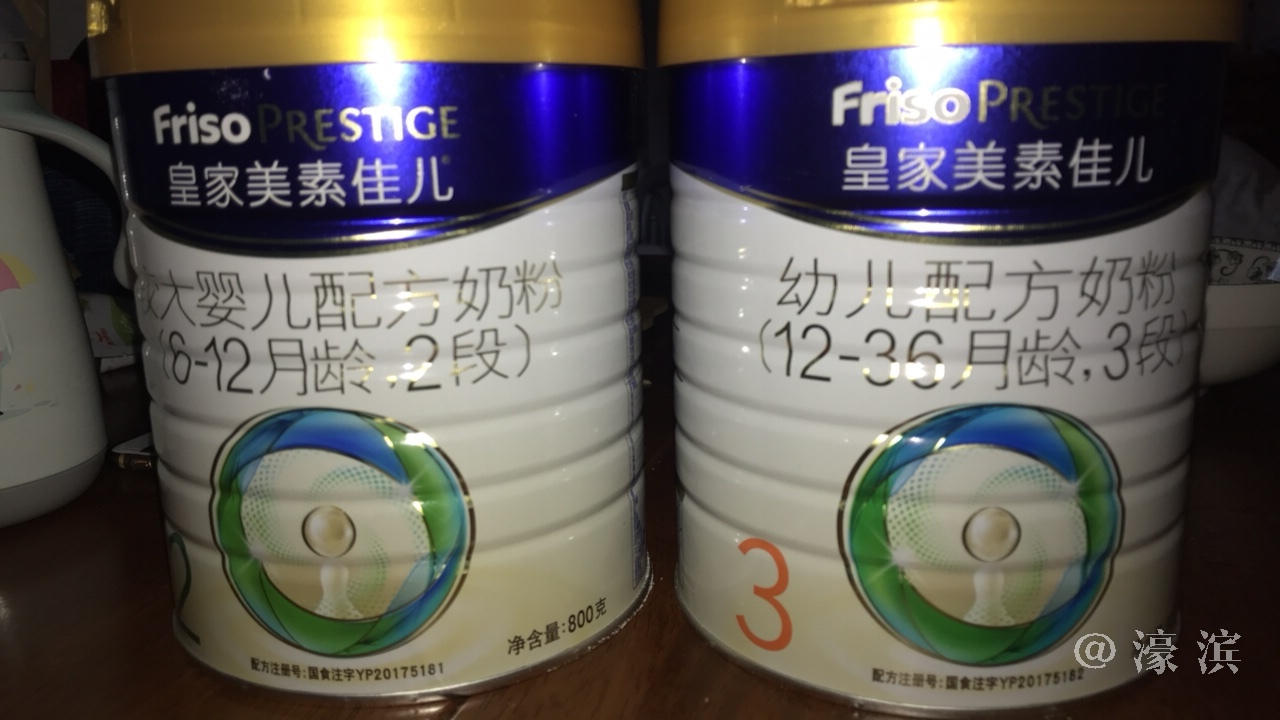 Friso PRESTIGE
皇家美素佳儿
较大婴儿配方奶粉
(6-12月龄,2段)
2
净含量:800克
配方注册号:国食注字YP20175181
Friso PRESTIGE
皇家美素佳儿
幼儿配方奶粉
(12-36月龄,3段)
3
配方注册号:国食注字YP20175182
@濠滨